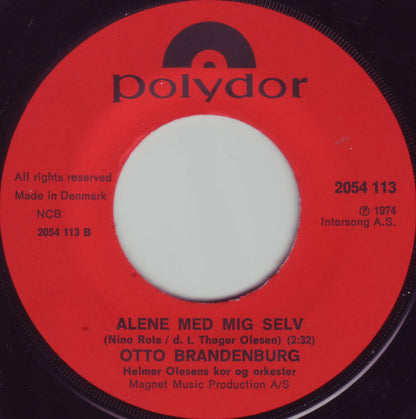 polydor
All rights reserved
Made in Denmark
NCB
2054 113 B
2054 113
℗ 1974
Intersong A.S.
ALENE MED MIG SELV
(Nino Rota / d. t. Thøger Olesen) (2:32)
OTTO BRANDENBURG
Helmer Olesens kor og orkester
Magnet Music Production A/S